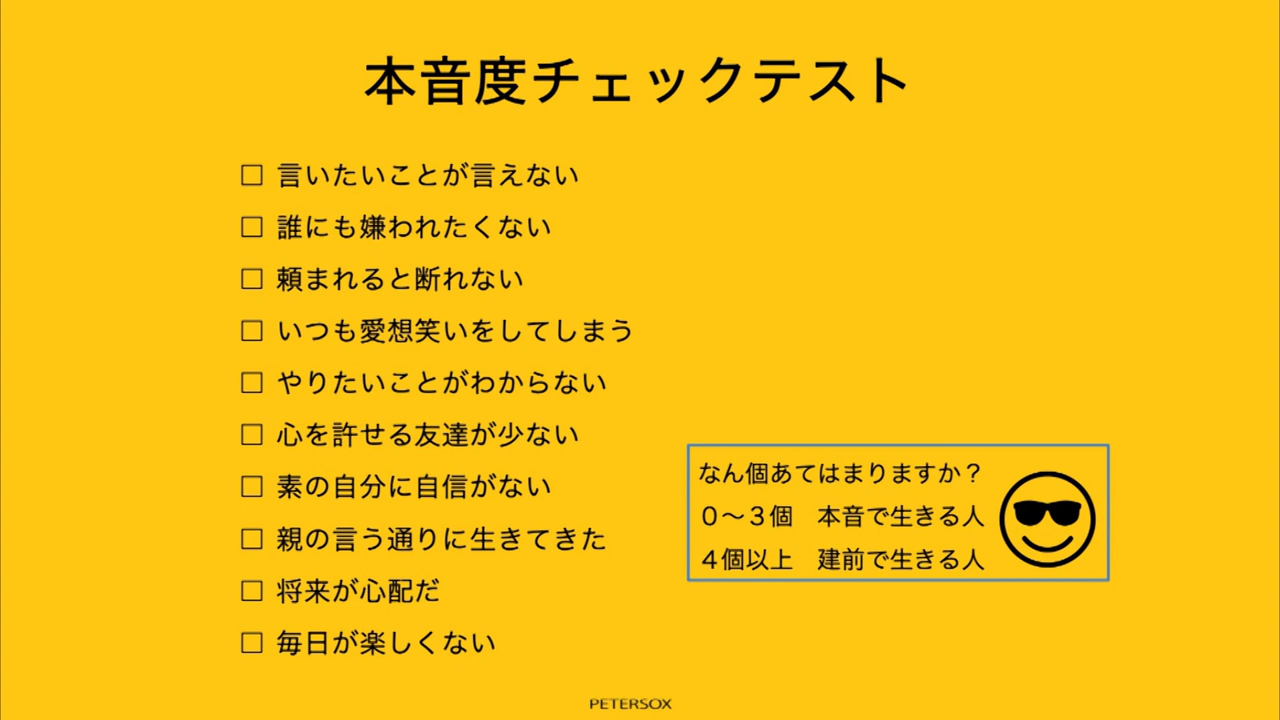 本音度チェックテスト
□ 言いたいことが言えない
□ 誰にも嫌われたくない
□ 頼まれると断れない
□ いつも愛想笑いをしてしまう
□ やりたいことがわからない
□ 心を許せる友達が少ない
□ 素の自分に自信がない
□ 親の言う通りに生きてきた
□ 将来が心配だ
□ 毎日が楽しくない
なん個あてはまりますか？
０〜３個　本音で生きる人
４個以上　建前で生きる人
PETERSOX